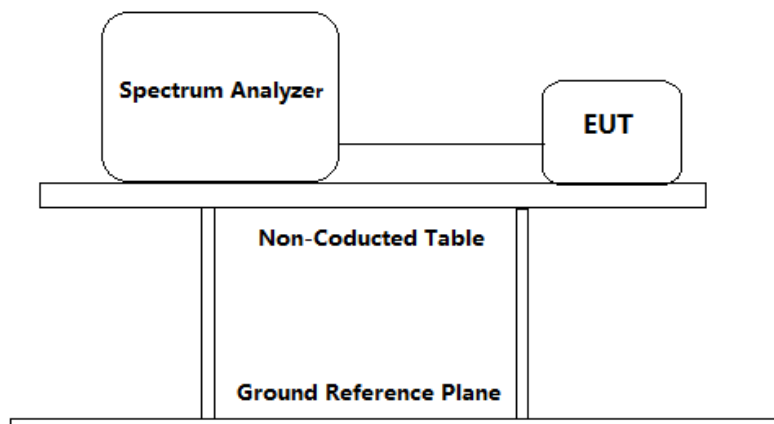 Spectrum Analyzer
EUT
Non-Coducted Table
Ground Reference Plane